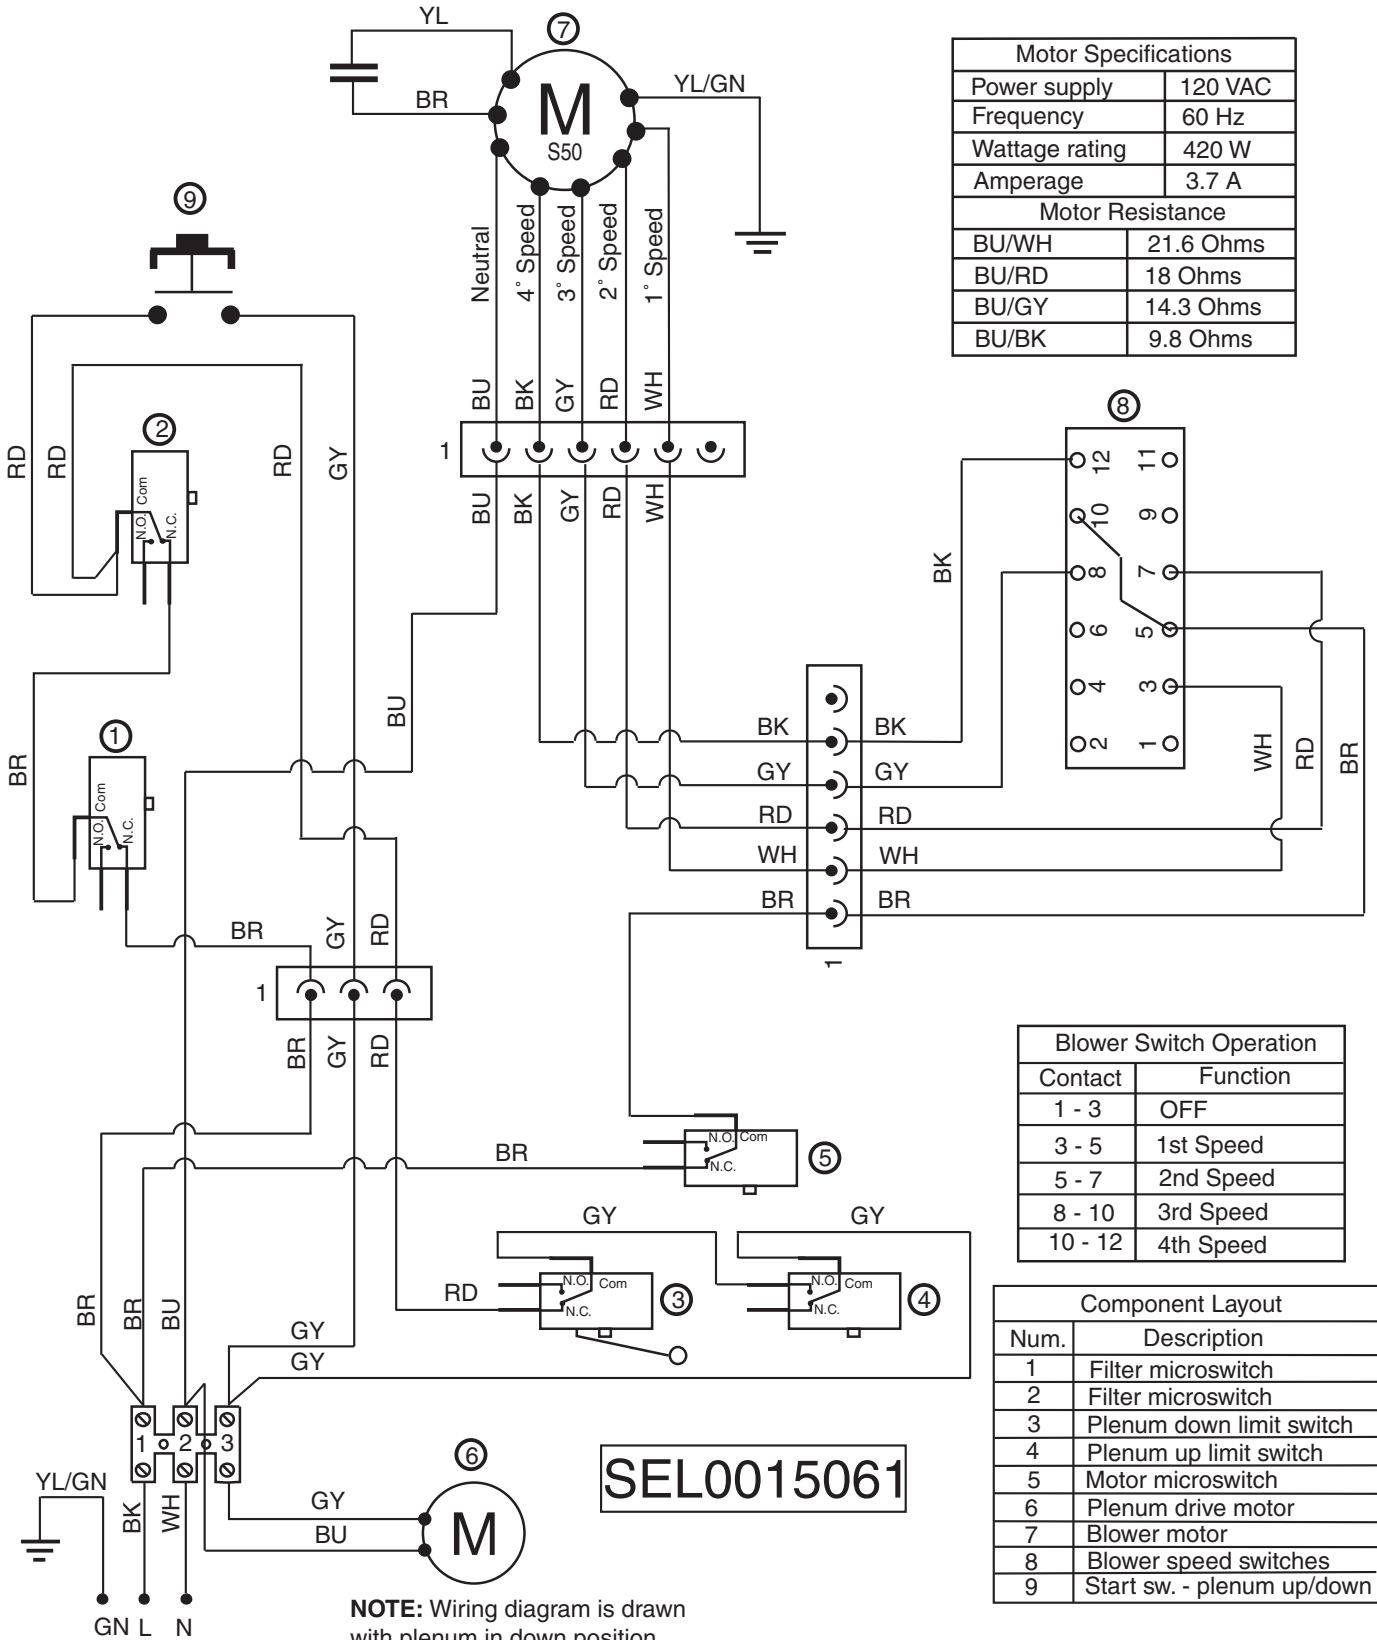 YL
7
BR
YL/GN
M
S50
Motor Specifications
Power supply 120 VAC
Frequency 60 Hz
Wattage rating 420 W
Amperage 3.7 A
Motor Resistance
BU/WH 21.6 Ohms
BU/RD 18 Ohms
BU/GY 14.3 Ohms
BU/BK 9.8 Ohms
9
Neutral
4° Speed
3° Speed
2° Speed
1° Speed
BU BK GY RD WH
1
BU BK GY RD WH
RD RD RD GY
2
N.O. Com N.C.
8
12 11
10 9
8 7
6 5
4 3
2 1
BK
BU
WH RD BR
BR
1
N.O. Com N.C.
BK BK
GY GY
RD RD
WH WH
BR BR
1
BR GY RD
1
BR GY RD
BR
N.O. Com
N.C.
5
Blower Switch Operation
Contact Function
1 - 3 OFF
3 - 5 1st Speed
5 - 7 2nd Speed
8 - 10 3rd Speed
10 - 12 4th Speed
GY GY
RD
N.O. Com
N.C.
3
N.O. Com
N.C.
4
BR BR BU
GY
GY
1 2 3
Component Layout
Num. Description
1 Filter microswitch
2 Filter microswitch
3 Plenum down limit switch
4 Plenum up limit switch
5 Motor microswitch
6 Plenum drive motor
7 Blower motor
8 Blower speed switches
9 Start sw. - plenum up/down
6
SEL0015061
YL/GN
BK WH
GY
BU
M
GN L N
NOTE: Wiring diagram is drawn
with plenum in down position